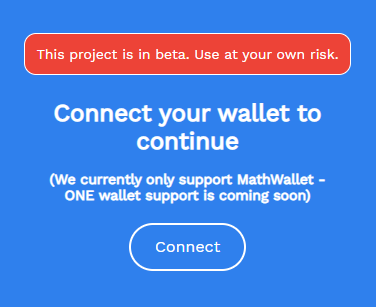 This project is in beta. Use at your own risk.
Connect your wallet to
continue
(We currently only support MathWallet -
ONE wallet support is coming soon)
Connect